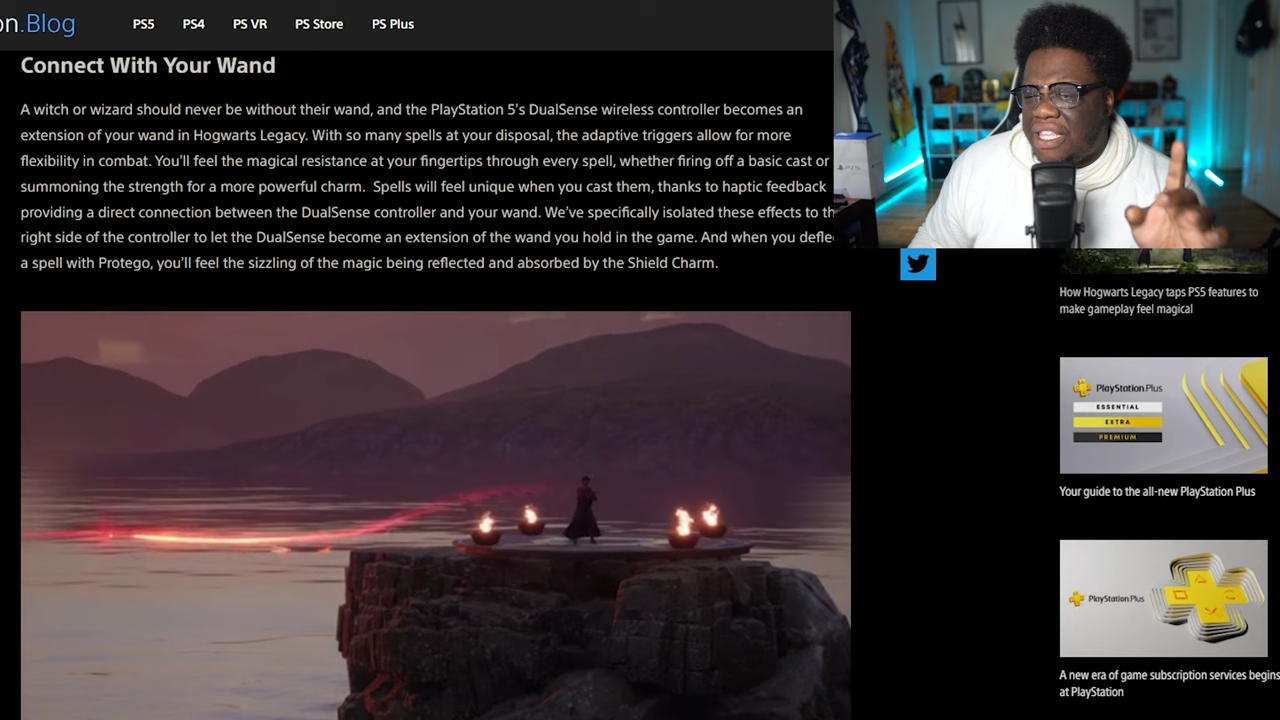 on.Blog
PS5
PS4
PS VR
PS Store
PS Plus
Connect With Your Wand
A witch or wizard should never be without their wand, and the PlayStation 5's DualSense wireless controller becomes an
extension of your wand in Hogwarts Legacy. With so many spells at your disposal, the adaptive triggers allow for more
flexibility in combat. You'll feel the magical resistance at your fingertips through every spell, whether firing off a basic cast or
summoning the strength for a more powerful charm. Spells will feel unique when you cast them, thanks to haptic feedback
providing a direct connection between the DualSense controller and your wand. We've specifically isolated these effects to th
right side of the controller to let the DualSense become an extension of the wand you hold in the game. And when you defle
a spell with Protego, you'll feel the sizzling of the magic being reflected and absorbed by the Shield Charm.
PS5
How Hogwarts Legacy taps PS5 features to
make gameplay feel magical
PlayStation.Plus
ESSENTIAL
EXTRA
PREMIUM
Your guide to the all-new PlayStation Plus
PlayStation.Plus
A new era of game subscription services begins
at PlayStation